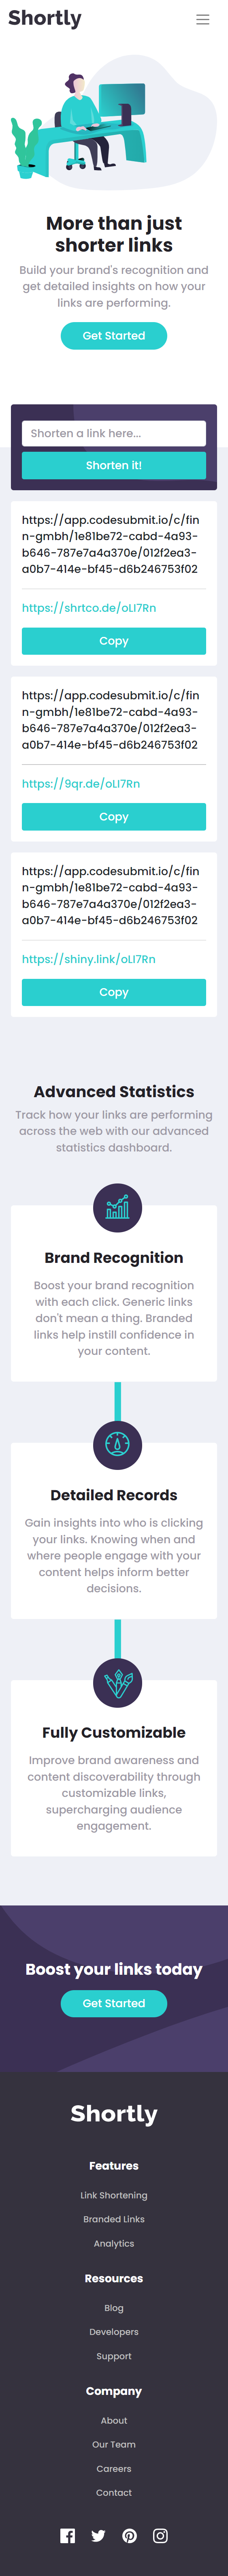 Shortly
More than just
shorter links
Build your brand's recognition and
get detailed insights on how your
links are performing.
Get Started
Shorten a link here...
Shorten it!
https://app.codesubmit.io/c/fin
n-gmbh/1e81be72-cabd-4a93-
b646-787e7a4a370e/012f2ea3-
a0b7-414e-bf45-d6b246753f02
https://shrtco.de/oLI7Rn
Copy
https://app.codesubmit.io/c/fin
n-gmbh/1e81be72-cabd-4a93-
b646-787e7a4a370e/012f2ea3-
a0b7-414e-bf45-d6b246753f02
https://9qr.de/oLI7Rn
Copy
https://app.codesubmit.io/c/fin
n-gmbh/1e81be72-cabd-4a93-
b646-787e7a4a370e/012f2ea3-
a0b7-414e-bf45-d6b246753f02
https://shiny.link/oLI7Rn
Copy
Advanced Statistics
Track how your links are performing
across the web with our advanced
statistics dashboard.
Brand Recognition
Boost your brand recognition
with each click. Generic links
don't mean a thing. Branded
links help instill confidence in
your content.
Detailed Records
Gain insights into who is clicking
your links. Knowing when and
where people engage with your
content helps inform better
decisions.
Fully Customizable
Improve brand awareness and
content discoverability through
customizable links,
supercharging audience
engagement.
Boost your links today
Get Started
Shortly
Features
Link Shortening
Branded Links
Analytics
Resources
Blog
Developers
Support
Company
About
Our Team
Careers
Contact